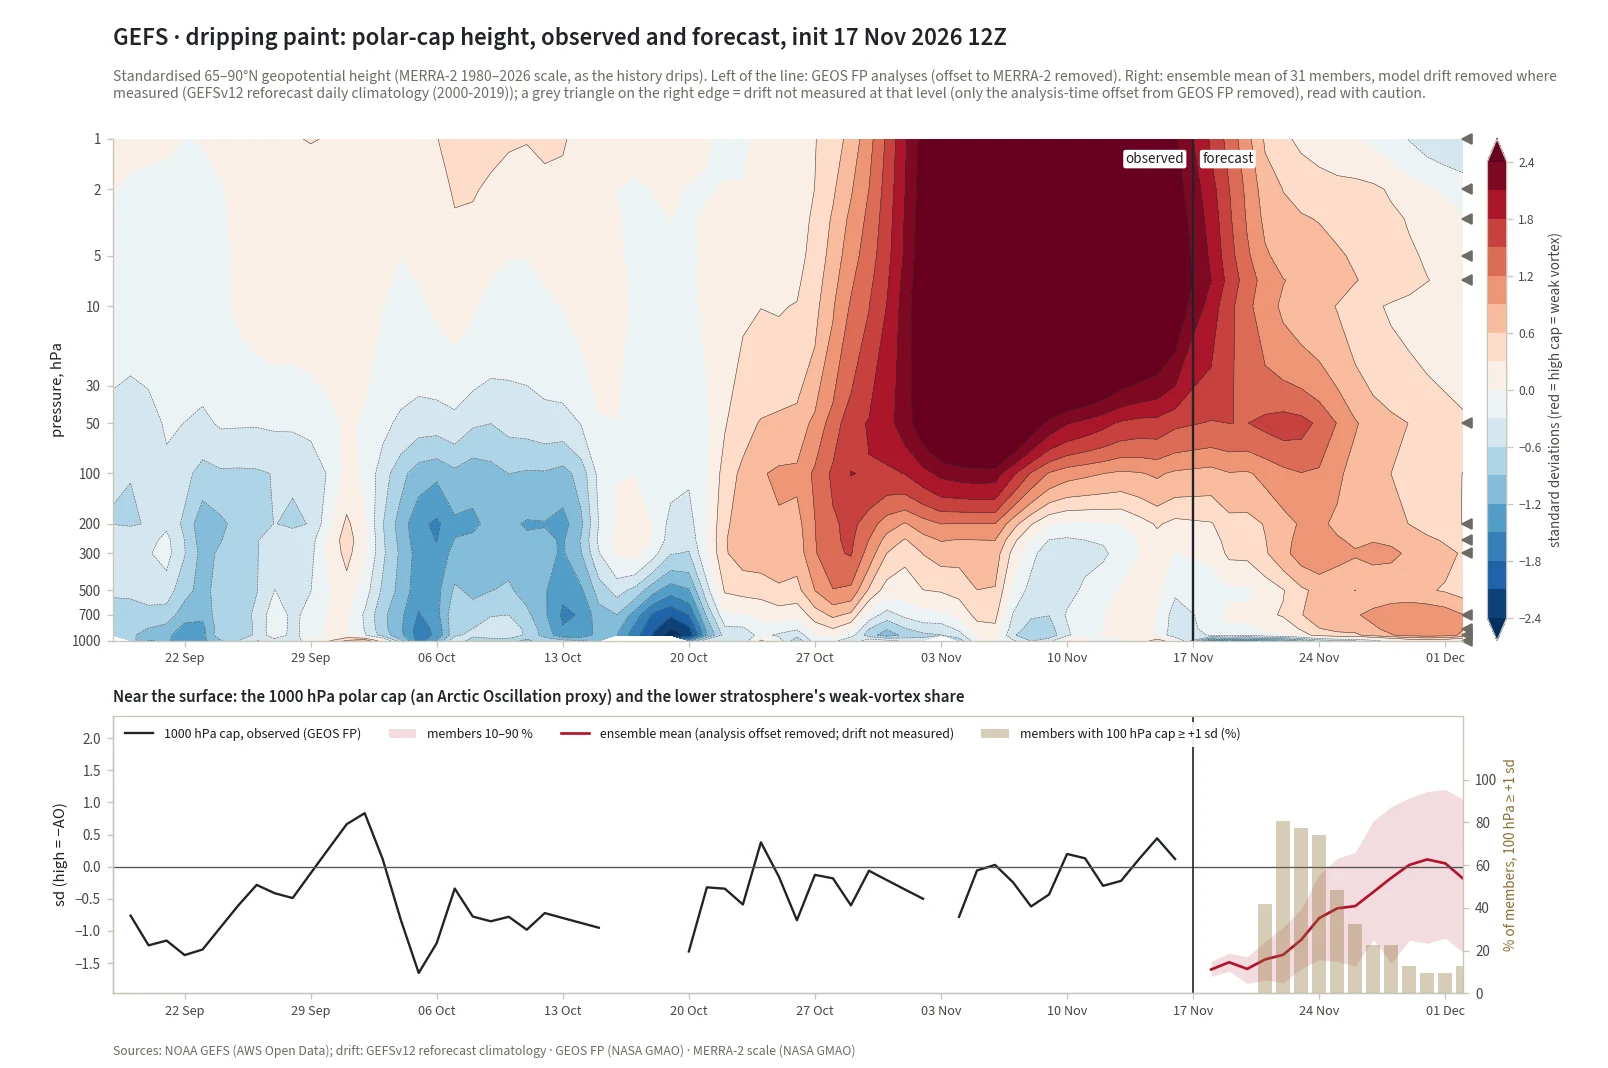 GEFS · dripping paint: polar-cap height, observed and forecast, init 17 Nov 2026 12Z
Standardised 65–90°N geopotential height (MERRA-2 1980–2026 scale, as the history drips). Left of the line: GEOS FP analyses (offset to MERRA-2 removed). Right: ensemble mean of 31 members, model drift removed where
measured (GEFSv12 reforecast daily climatology (2000-2019)); a grey triangle on the right edge = drift not measured at that level (only the analysis-time offset from GEOS FP removed), read with caution.
pressure, hPa
1
2
5
10
30
50
100
200
300
500
700
1000
observed
forecast
22 Sep
29 Sep
06 Oct
13 Oct
20 Oct
27 Oct
03 Nov
10 Nov
17 Nov
24 Nov
01 Dec
2.4
1.8
1.2
0.6
0.0
−0.6
−1.2
−1.8
−2.4
standard deviations (red = high cap = weak vortex)
Near the surface: the 1000 hPa polar cap (an Arctic Oscillation proxy) and the lower stratosphere's weak-vortex share
1000 hPa cap, observed (GEOS FP)
members 10–90 %
ensemble mean (analysis offset removed; drift not measured)
members with 100 hPa cap ≥ +1 sd (%)
sd (high = −AO)
2.0
1.5
1.0
0.5
0.0
−0.5
−1.0
−1.5
100
80
60
40
20
0
% of members, 100 hPa ≥ +1 sd
22 Sep
29 Sep
06 Oct
13 Oct
20 Oct
27 Oct
03 Nov
10 Nov
17 Nov
24 Nov
01 Dec
Sources: NOAA GEFS (AWS Open Data); drift: GEFSv12 reforecast climatology · GEOS FP (NASA GMAO) · MERRA-2 scale (NASA GMAO)